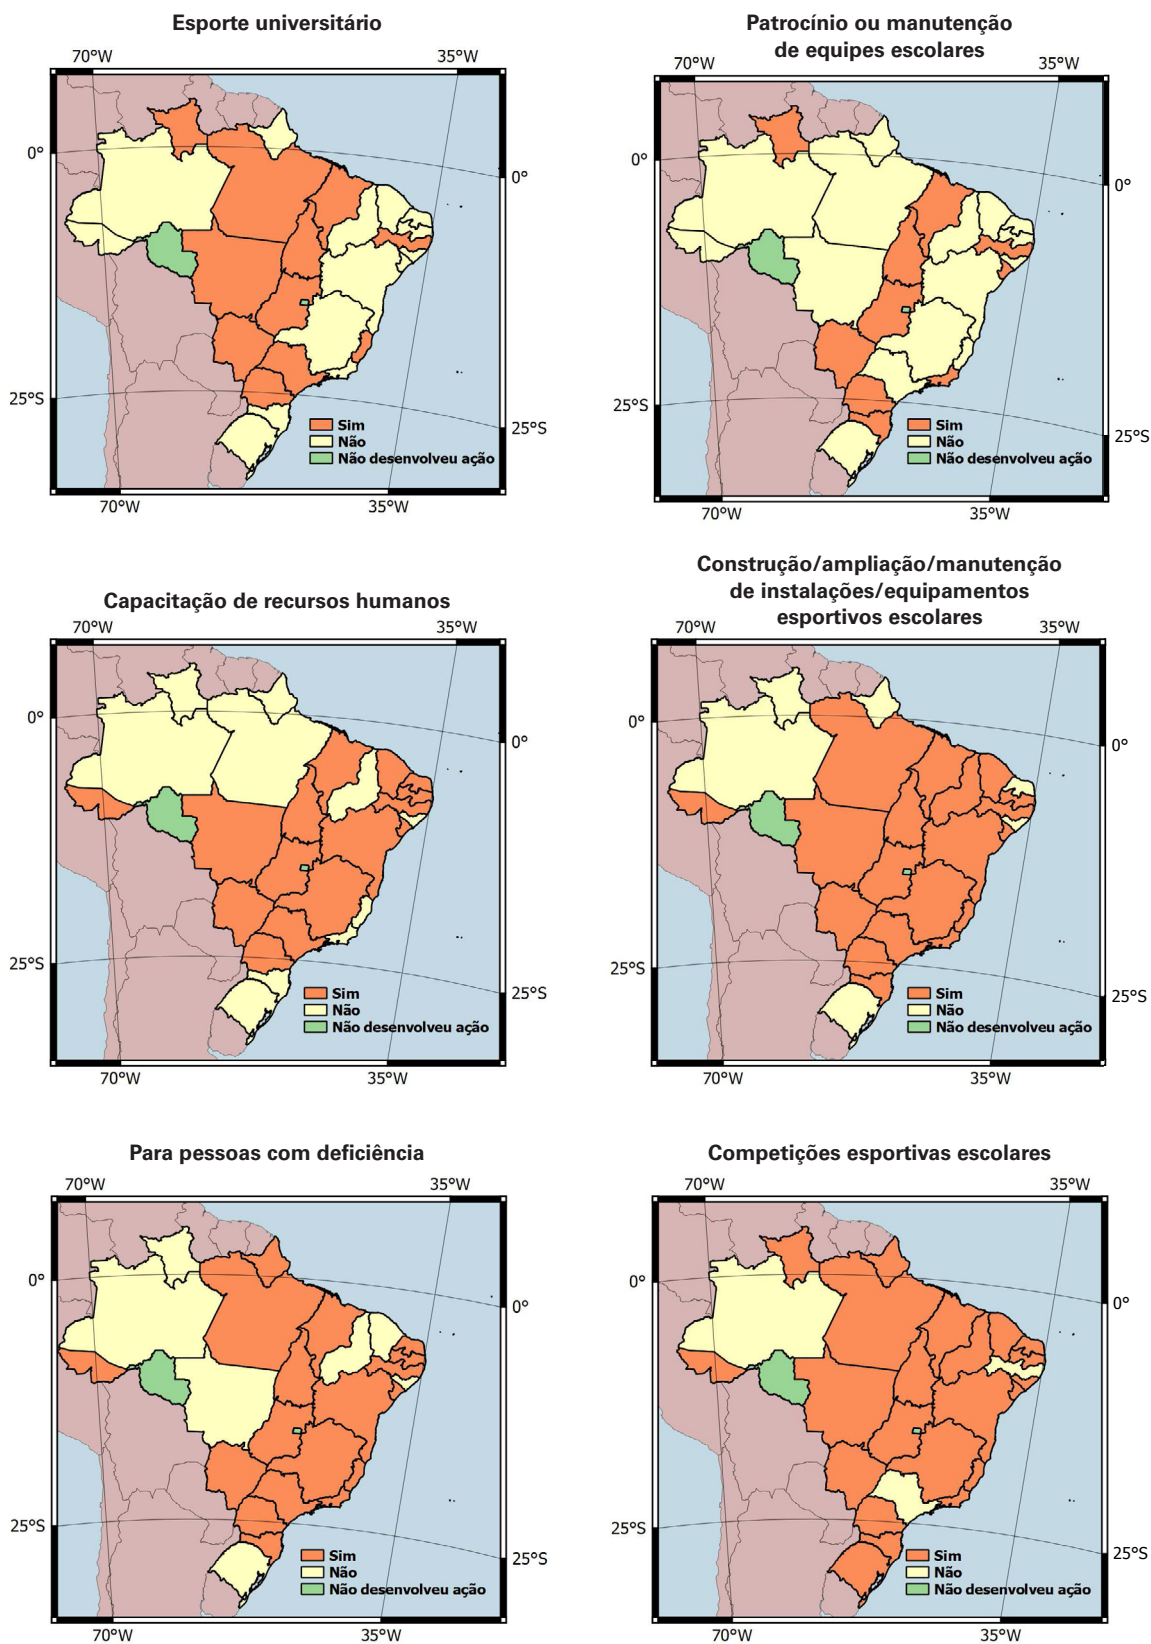 Esporte universitário
70°W
35°W
0°
0°
25°S
25°S
Sim
Não
Não desenvolveu ação
70°W
35°W
Patrocínio ou manutenção
de equipes escolares
70°W
35°W
0°
0°
25°S
25°S
Sim
Não
Não desenvolveu ação
70°W
35°W
Capacitação de recursos humanos
70°W
35°W
0°
0°
25°S
25°S
Sim
Não
Não desenvolveu ação
70°W
35°W
Construção/ampliação/manutenção
de instalações/equipamentos
esportivos escolares
70°W
35°W
0°
0°
25°S
25°S
Sim
Não
Não desenvolveu ação
70°W
35°W
Para pessoas com deficiência
70°W
35°W
0°
0°
25°S
25°S
Sim
Não
Não desenvolveu ação
70°W
35°W
Competições esportivas escolares
70°W
35°W
0°
0°
25°S
25°S
Sim
Não
Não desenvolveu ação
70°W
35°W